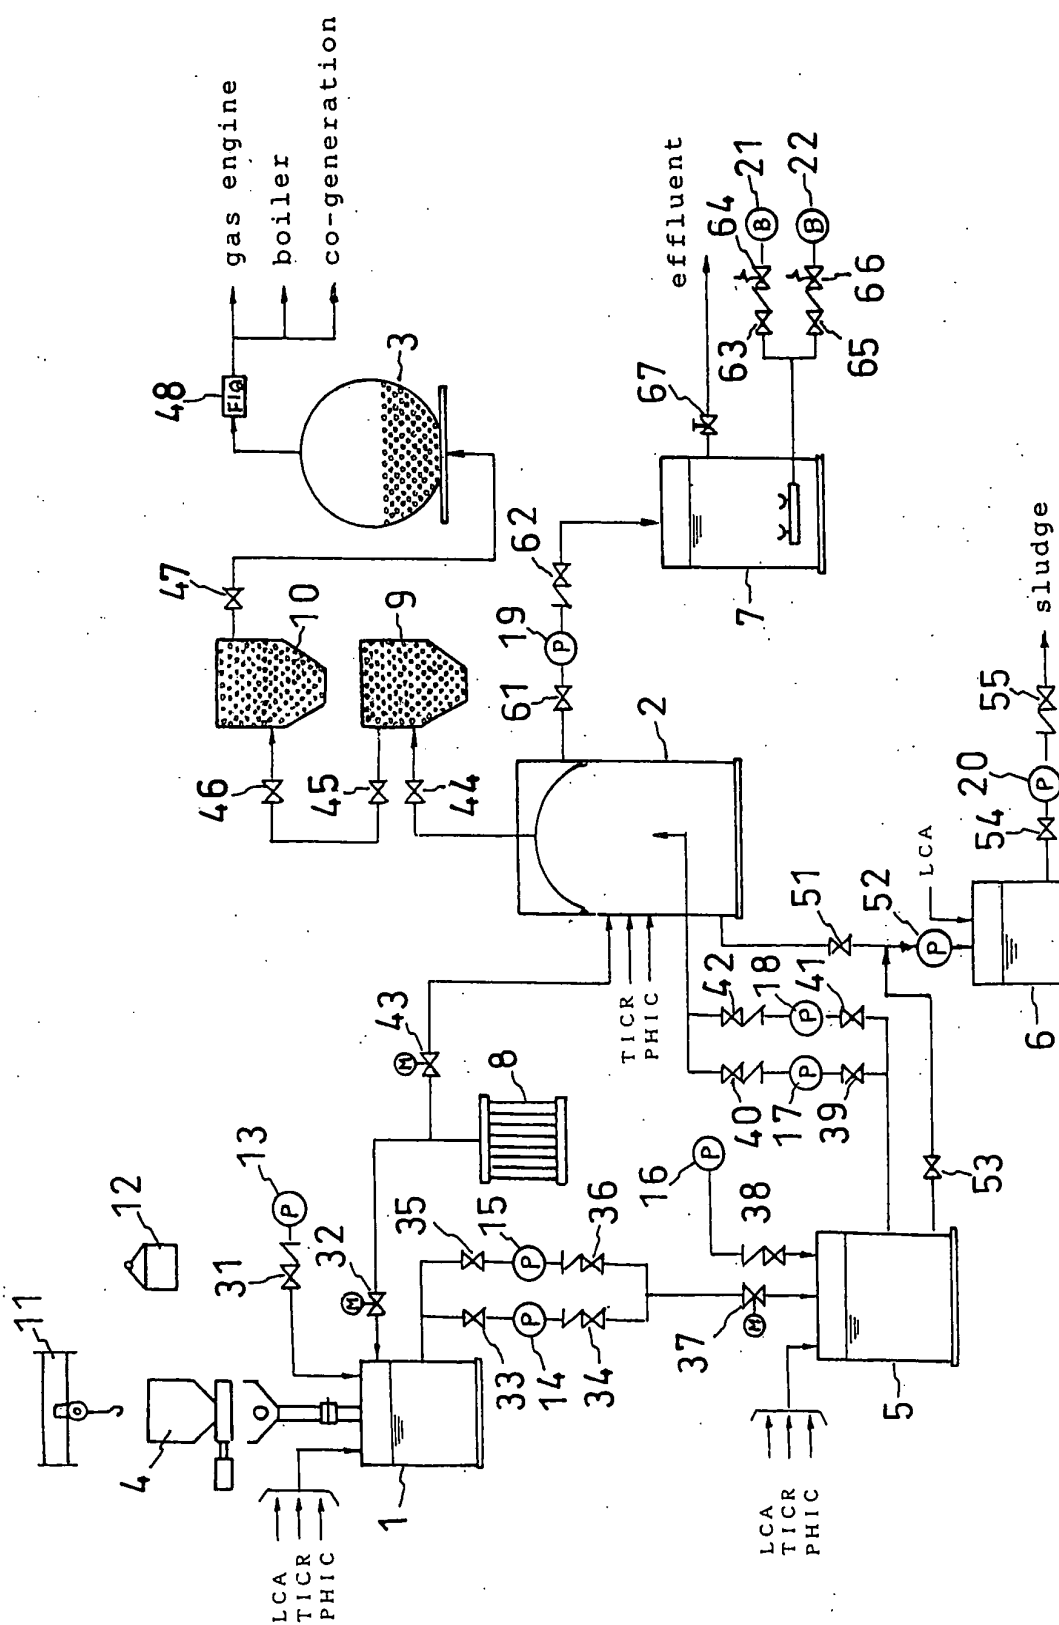 11
4
12
48
47
gas engine
46
31
13
P
FIQ
LCA
TICR
PHIC
boiler
co-generation
10
32
M
45
9
3
1
43
M
44
33
35
14
15
P
P
8
34
36
61
19
62
P
2
TICR
PHIC
16
P
67
effluent
37
M
38
40
42
17
18
P
P
39
41
7
63
64
21
B
65
66
22
B
LCA
TICR
PHIC
51
52
P
5
53
LCA
6
54
20
P
55
sludge